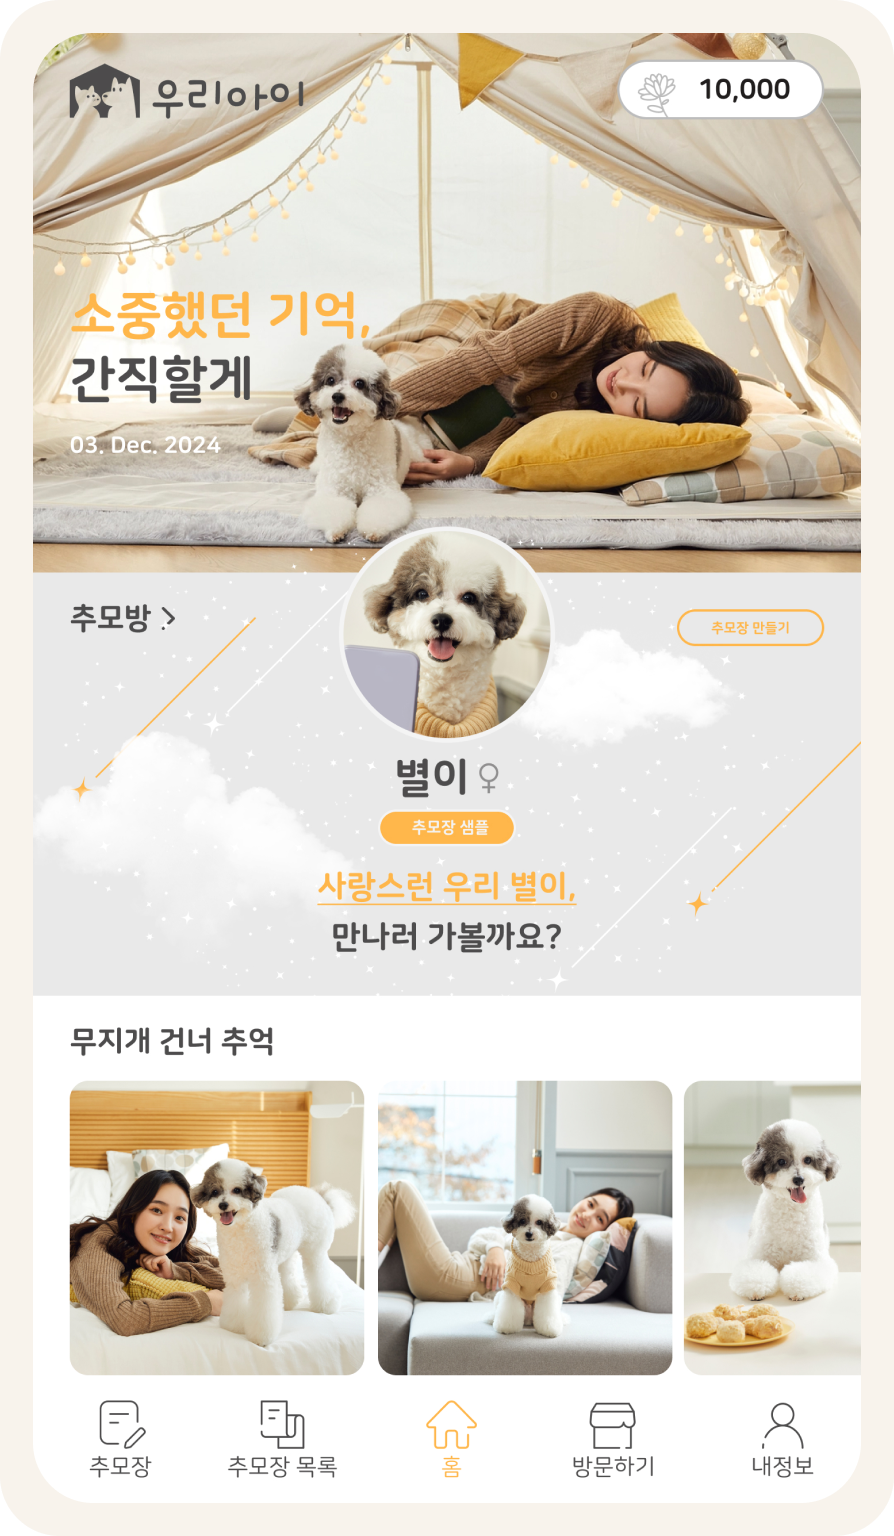 우리아이
10,000
소중했던 기억,
간직할게
03. Dec. 2024
추모방
추모장 만들기
별이
추모장 샘플
사랑스런 우리 별이,
만나러 가볼까요?
무지개 건너 추억
추모장
추모장 목록
홈
방문하기
내정보